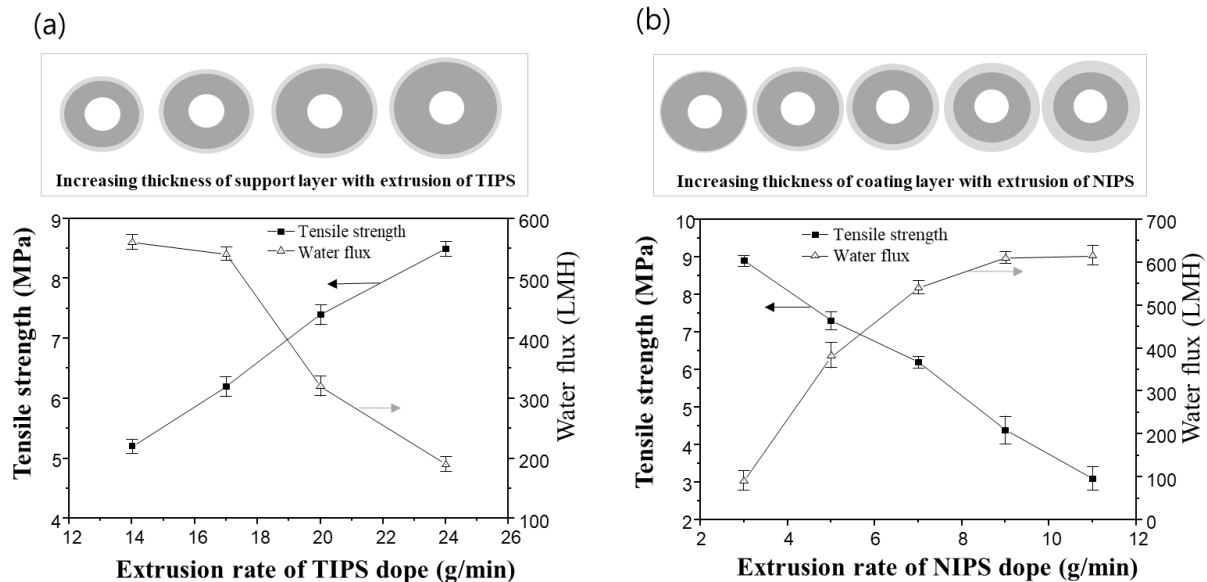 (a)
Increasing thickness of support layer with extrusion of TIPS
9
8
7
6
5
4
Tensile strength (MPa)
Tensile strength
Water flux
600
500
400
300
200
100
Water flux (LMH)
12 14 16 18 20 22 24 26
Extrusion rate of TIPS dope (g/min)
(b)
Increasing thickness of coating layer with extrusion of NIPS
10
9
8
7
6
5
4
3
2
Tensile strength (MPa)
Tensile strength
Water flux
700
600
500
400
300
200
100
0
Water flux (LMH)
2 4 6 8 10 12
Extrusion rate of NIPS dope (g/min)